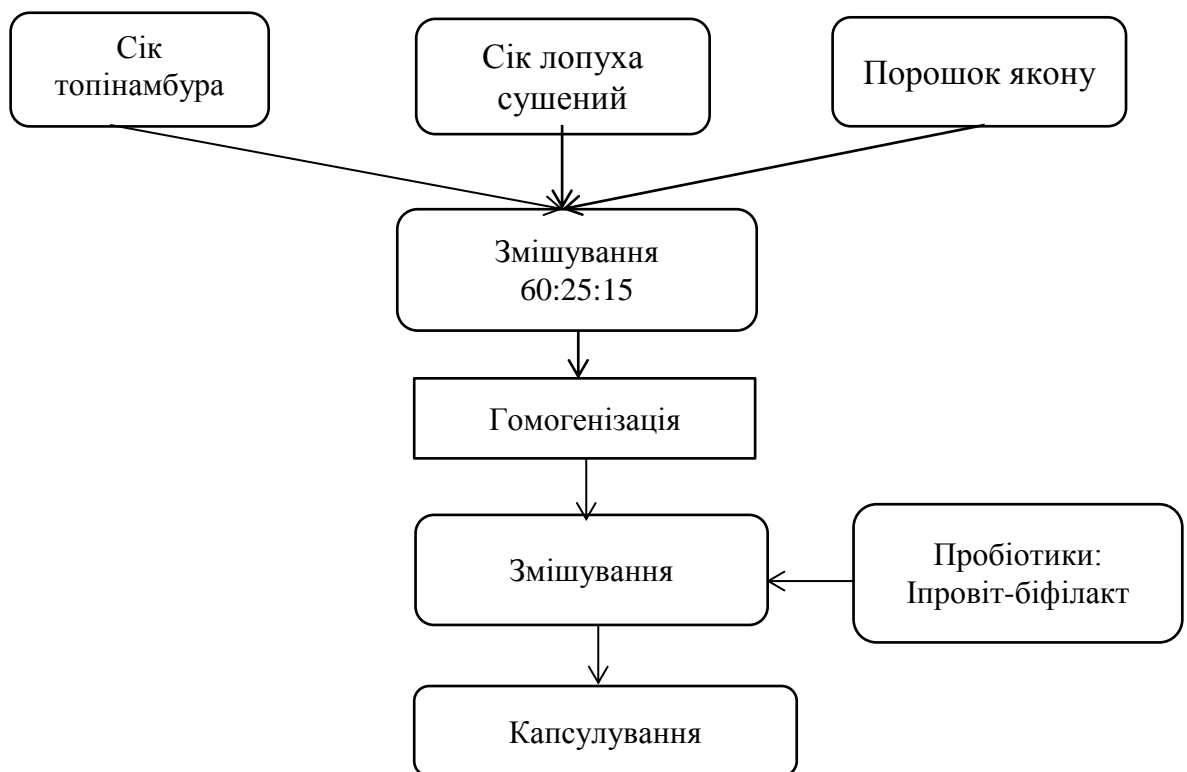 Сік
топінамбура
Сік лопуха
сушений
Порошок якону
Змішування
60:25:15
Гомогенізація
Змішування
Пробіотики:
Іпровіт-біфілакт
Капсулування